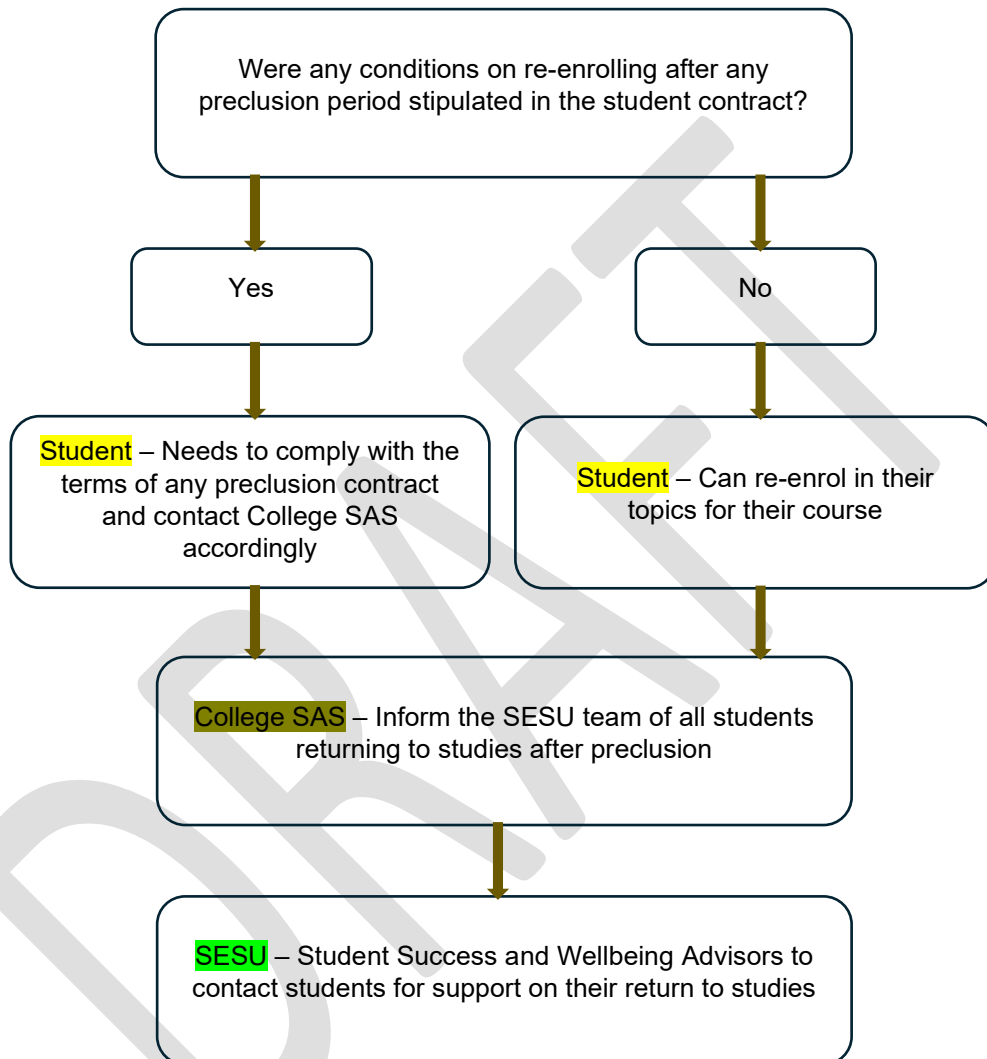 Were any conditions on re-enrolling after any
preclusion period stipulated in the student contract?
Yes
No
Student – Needs to comply with the
terms of any preclusion contract
and contact College SAS
accordingly
Student – Can re-enrol in their
topics for their course
College SAS – Inform the SESU team of all students
returning to studies after preclusion
SESU – Student Success and Wellbeing Advisors to
contact students for support on their return to studies
DRAFT